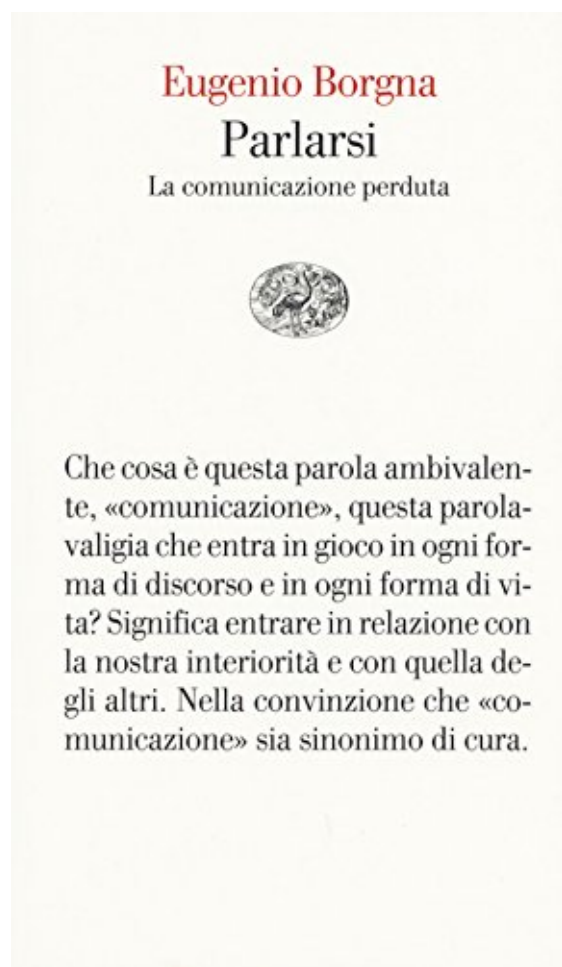 Eugenio Borgna
Parlarsi
La comunicazione perduta
Che cosa è questa parola ambivalen-
te, «comunicazione», questa parola-
valigia che entra in gioco in ogni for-
ma di discorso e in ogni forma di vi-
ta? Significa entrare in relazione con
la nostra interiorità e con quella de-
gli altri. Nella convinzione che «co-
municazione» sia sinonimo di cura.